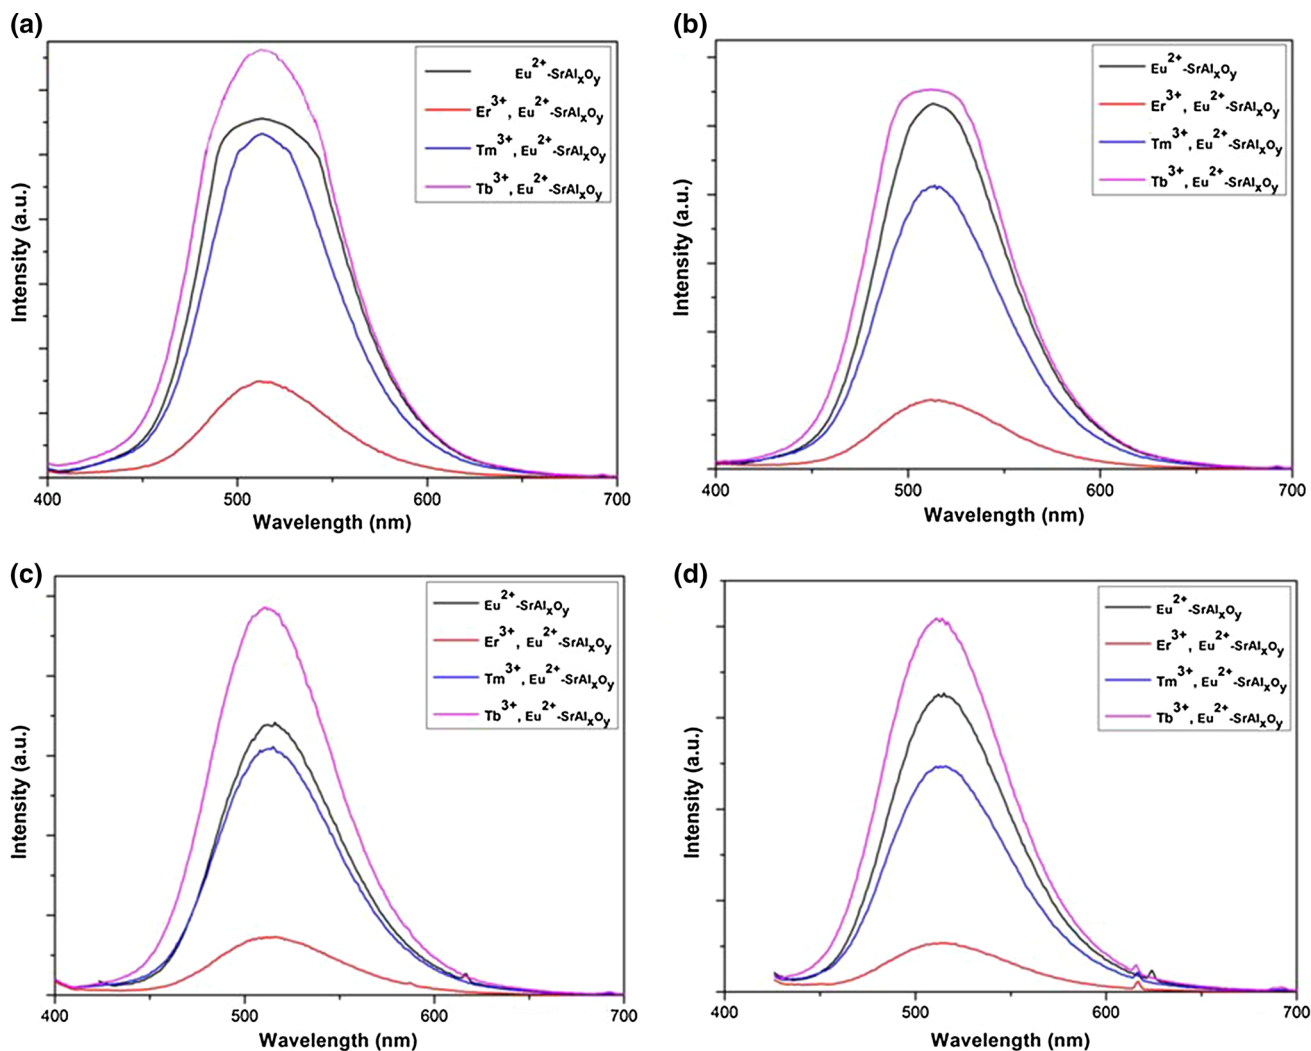 (a)
Eu2+-SrAlxOy
Er3+, Eu2+-SrAlxOy
Tm3+, Eu2+-SrAlxOy
Tb3+, Eu2+-SrAlxOy
Intensity (a.u.)
400 500 600 700
Wavelength (nm)
(b)
Eu2+-SrAlxOy
Er3+, Eu2+-SrAlxOy
Tm3+, Eu2+-SrAlxOy
Tb3+, Eu2+-SrAlxOy
Intensity (a.u.)
400 500 600 700
Wavelength (nm)
(c)
Eu2+-SrAlxOy
Er3+, Eu2+-SrAlxOy
Tm3+, Eu2+-SrAlxOy
Tb3+, Eu2+-SrAlxOy
Intensity (a.u.)
400 500 600 700
Wavelength (nm)
(d)
Eu2+-SrAlxOy
Er3+, Eu2+-SrAlxOy
Tm3+, Eu2+-SrAlxOy
Tb3+, Eu2+-SrAlxOy
Intensity (a.u.)
400 500 600 700
Wavelength (nm)